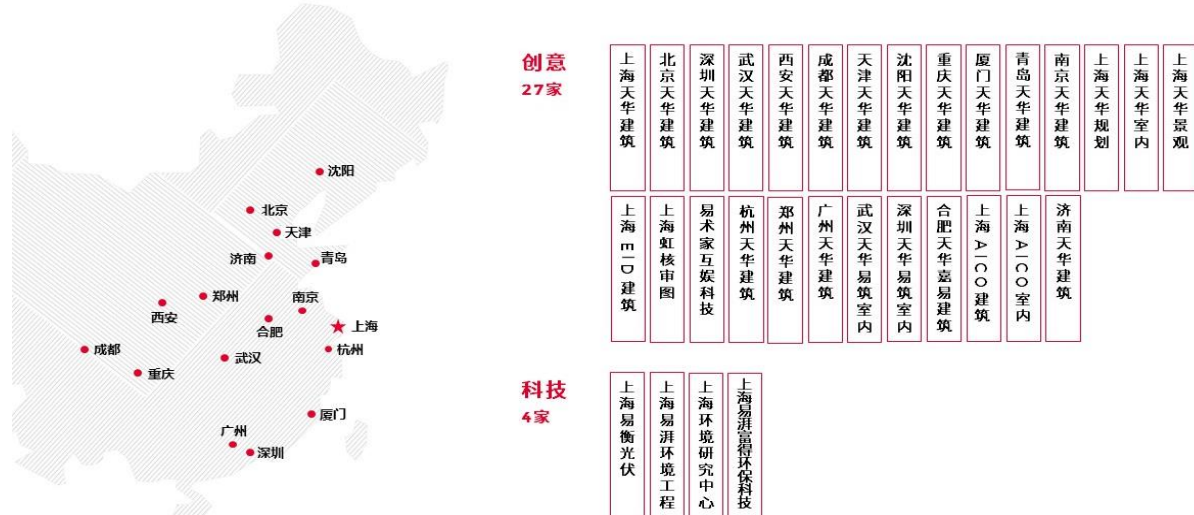 沈阳
北京
天津
济南
青岛
郑州
西安
南京
合肥
上海
成都
武汉
杭州
重庆
厦门
广州
深圳
创意
27家
上海天华建筑
北京天华建筑
深圳天华建筑
武汉天华建筑
西安天华建筑
成都天华建筑
天津天华建筑
沈阳天华建筑
重庆天华建筑
厦门天华建筑
青岛天华建筑
南京天华建筑
上海天华规划
上海天华室内
上海天华景观
上海EID建筑
上海虹核审图
易术家互娱科技
杭州天华建筑
郑州天华建筑
广州天华建筑
武汉天华易筑室内
深圳天华易筑室内
合肥天华嘉易建筑
上海AICO建筑
上海AICO室内
济南天华建筑
科技
4家
上海易衡光伏
上海易湃环境工程
上海环境研究中心
上海易湃富得环保科技